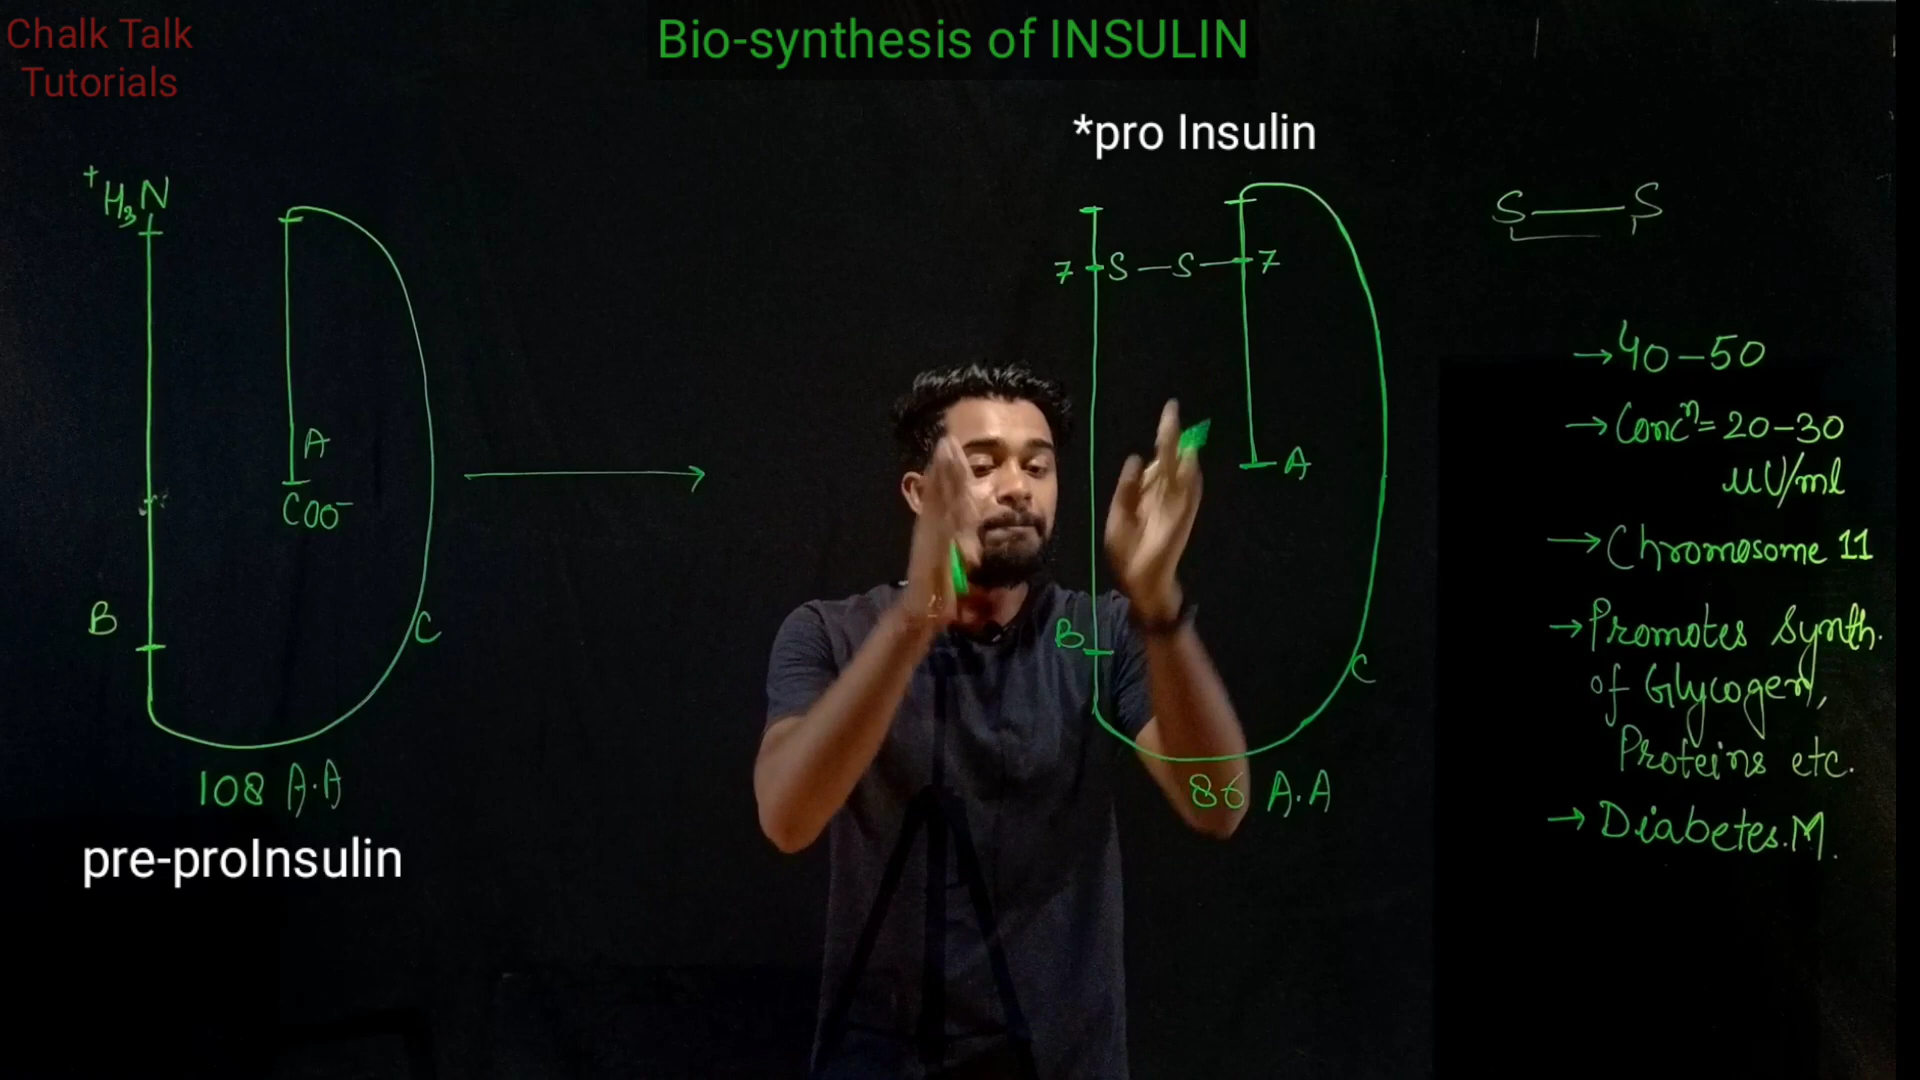 Chalk Talk
Tutorials
Bio-synthesis of INSULIN
*pro Insulin
+H3N
A
COO-
B
C
108 A.A
pre-proInsulin
7 S—S 7
A
B
C
86 A.A
S—S
→ 40-50
→ Concn = 20-30
μU/ml
→ Chromosome 11
→ Promotes Synth.
of Glycogen,
Proteins etc.
→ Diabetes.M.